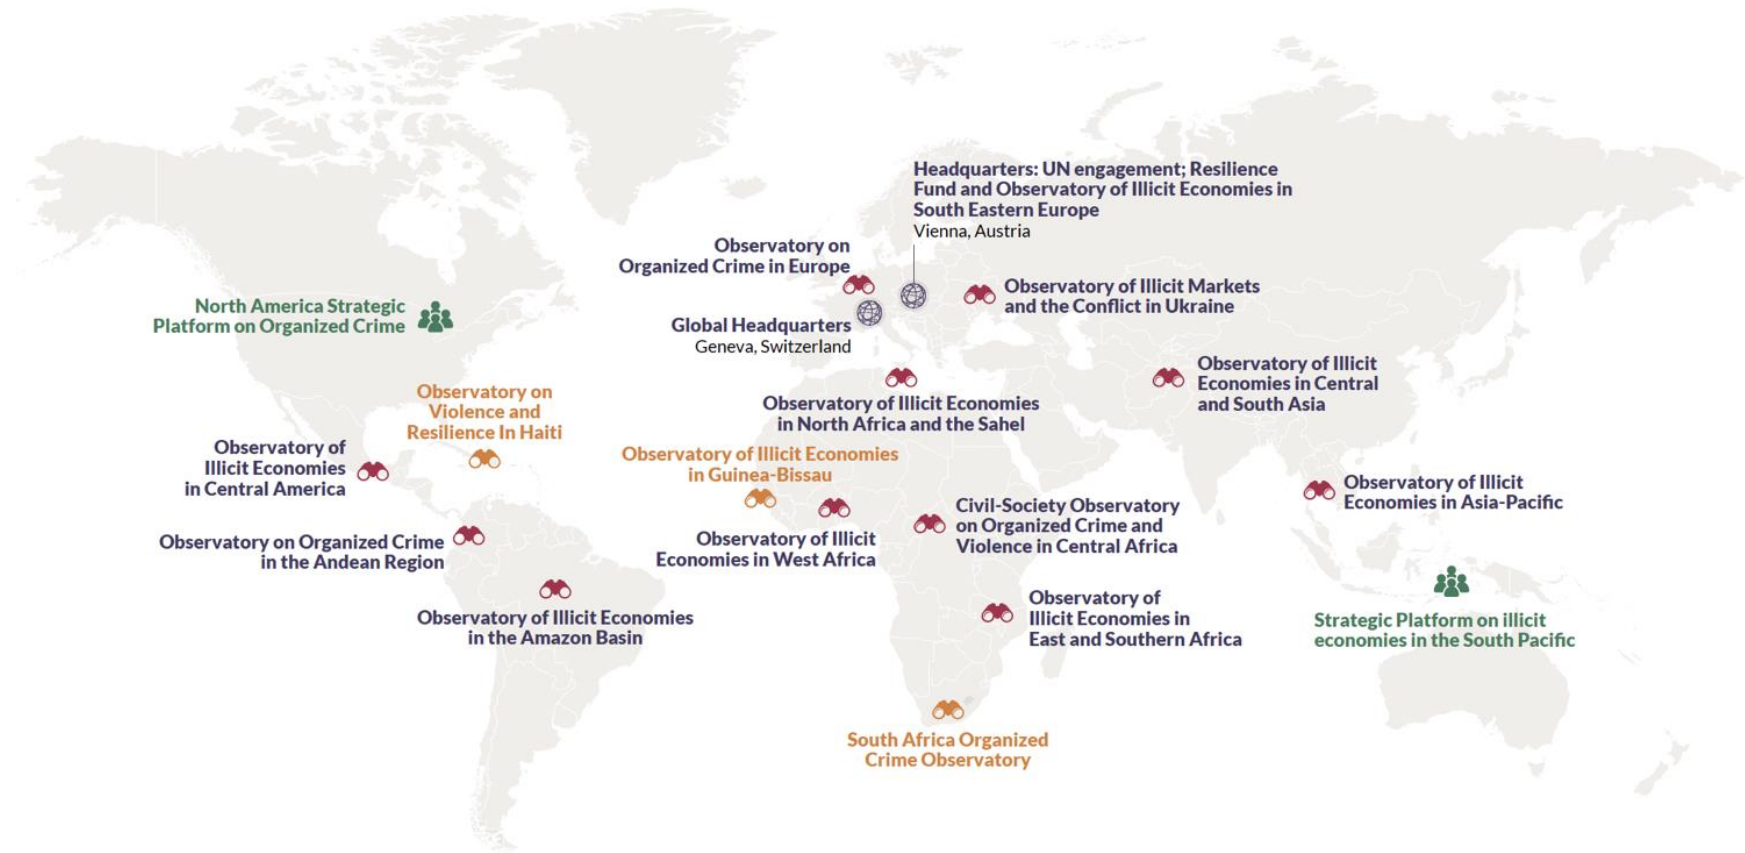 Headquarters: UN engagement; Resilience
Fund and Observatory of Illicit Economies in
South Eastern Europe
Vienna, Austria
Observatory on
Organized Crime in Europe
Observatory of Illicit Markets
and the Conflict in Ukraine
North America Strategic
Platform on Organized Crime
Global Headquarters
Geneva, Switzerland
Observatory of Illicit
Economies in Central
and South Asia
Observatory on
Violence and
Resilience In Haiti
Observatory of Illicit Economies
in North Africa and the Sahel
Observatory of
Illicit Economies
in Central America
Observatory of Illicit Economies
in Guinea-Bissau
Observatory of Illicit
Economies in Asia-Pacific
Civil-Society Observatory
on Organized Crime and
Violence in Central Africa
Observatory on Organized Crime
in the Andean Region
Observatory of Illicit
Economies in West Africa
Observatory of
Illicit Economies in
East and Southern Africa
Observatory of Illicit Economies
in the Amazon Basin
Strategic Platform on illicit
economies in the South Pacific
South Africa Organized
Crime Observatory